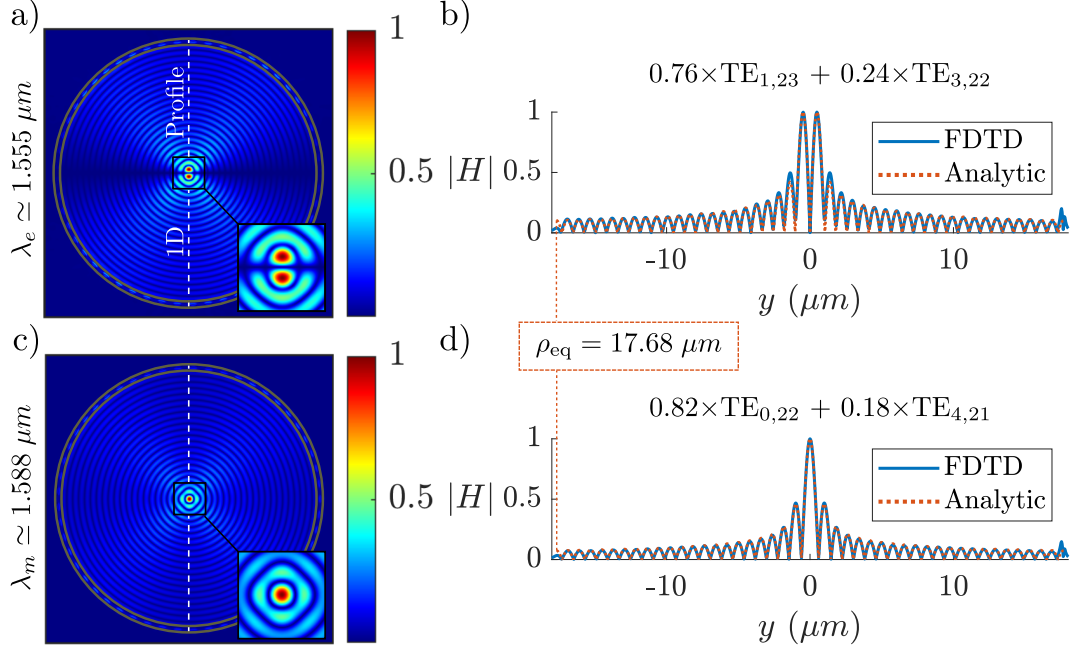 a)
λₑ ≃ 1.555 μm
1D Profile
1
0.5
b)
0.76×TE₁,₂₃ + 0.24×TE₃,₂₂
|H|
1
0.5
0
FDTD
Analytic
-10 0 10
y (μm)
ρeq = 17.68 μm
c)
λₘ ≃ 1.588 μm
1
0.5
d)
0.82×TE₀,₂₂ + 0.18×TE₄,₂₁
|H|
1
0.5
0
FDTD
Analytic
-10 0 10
y (μm)